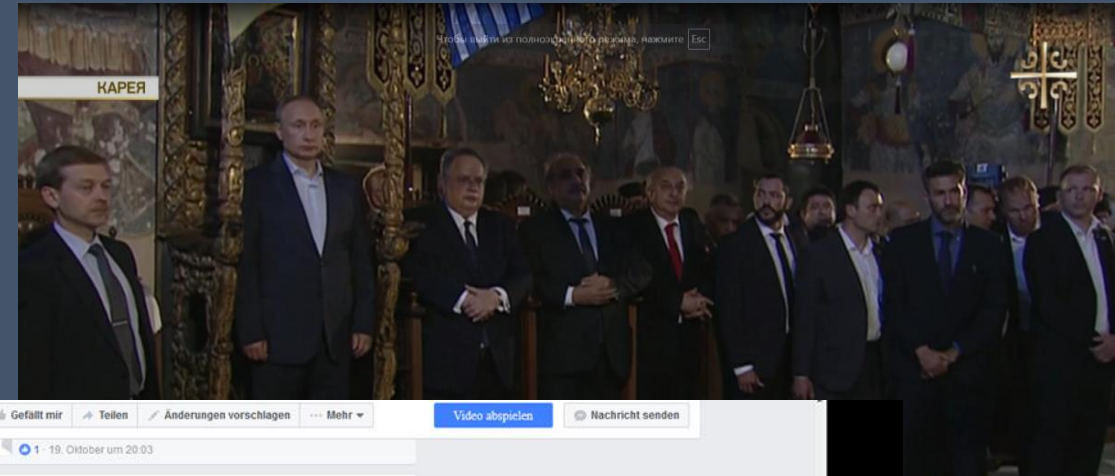 Чтобы выйти из полноэкранного режима, нажмите Esc
КАРЕЯ
Gefällt mir
Teilen
Änderungen vorschlagen
··· Mehr
Video abspielen
Nachricht senden
1 · 19. Oktober um 20:03